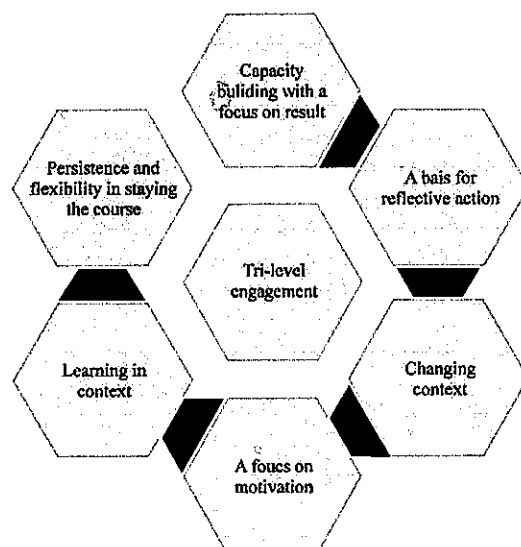 Capacity
buliding with a
focus on result
Persistence and
flexibility in staying
the course
A bais for
reflective action
Tri-level
engagement
Learning in
context
Changing
context
A foucs on
motivation